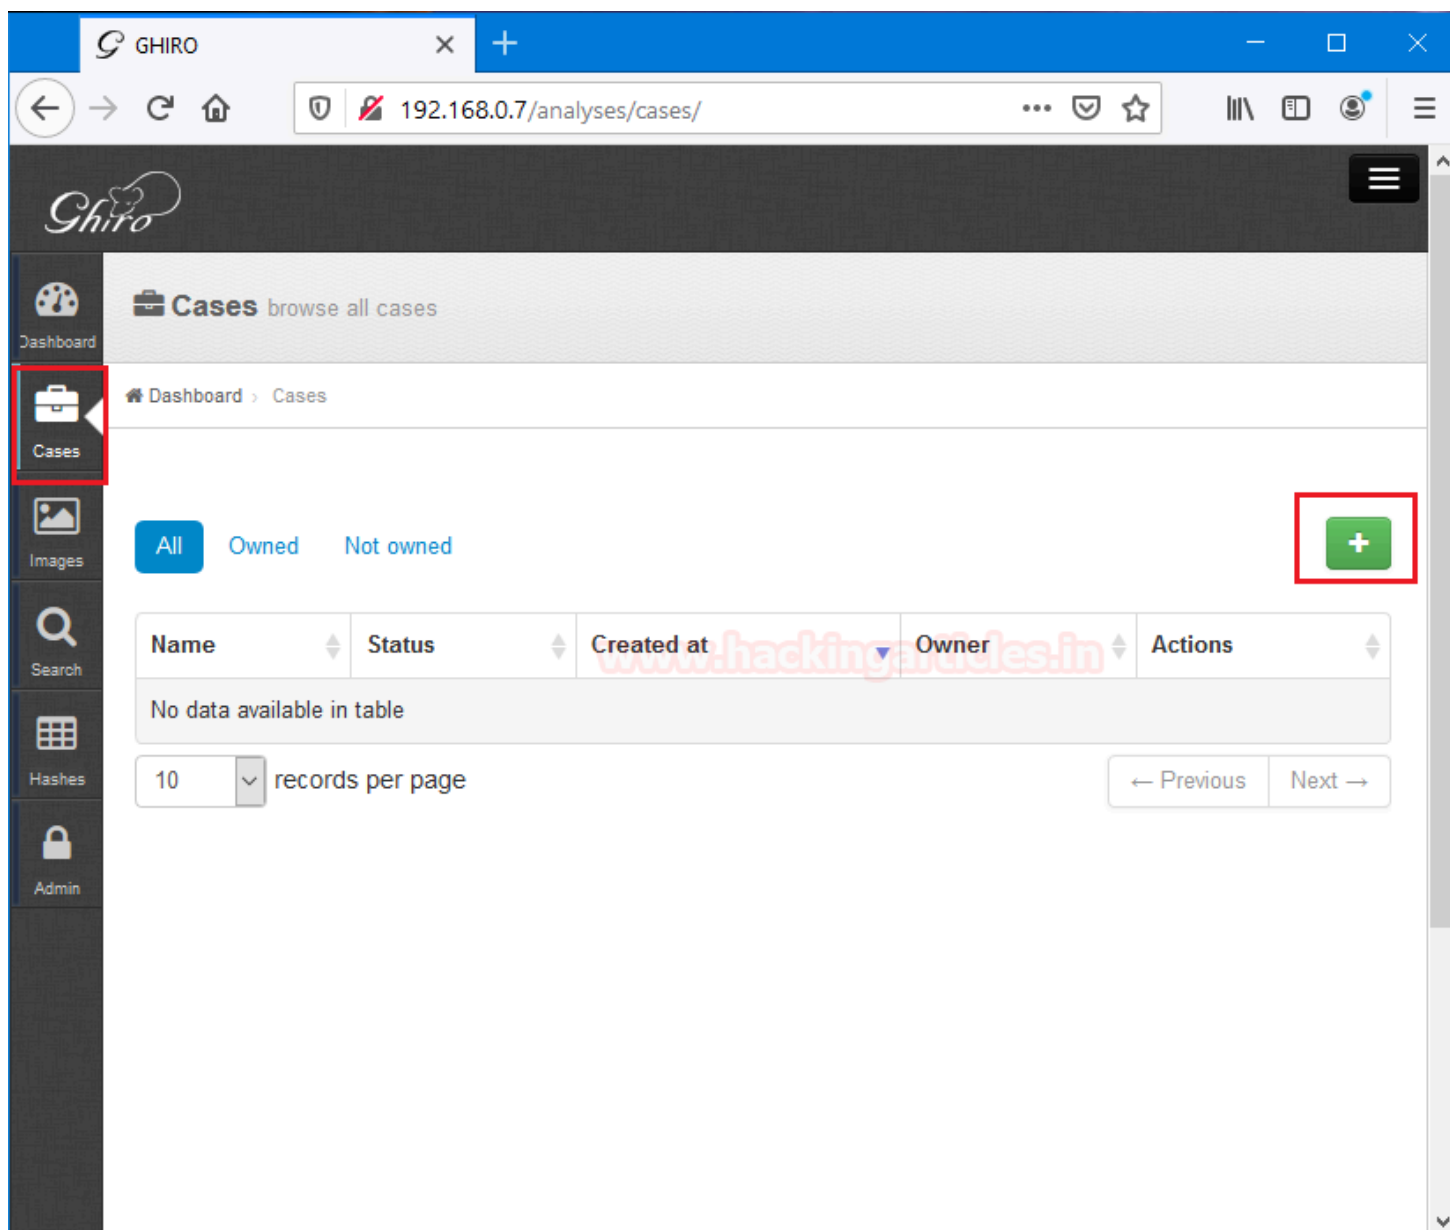 GHIRO
192.168.0.7/analyses/cases/
Ghiro
Dashboard
Cases browse all cases
Dashboard › Cases
Cases
Images
All Owned Not owned +
Search
Name Status Created at Owner Actions
www.hackingarticles.in
No data available in table
Hashes
10 records per page ← Previous Next →
Admin